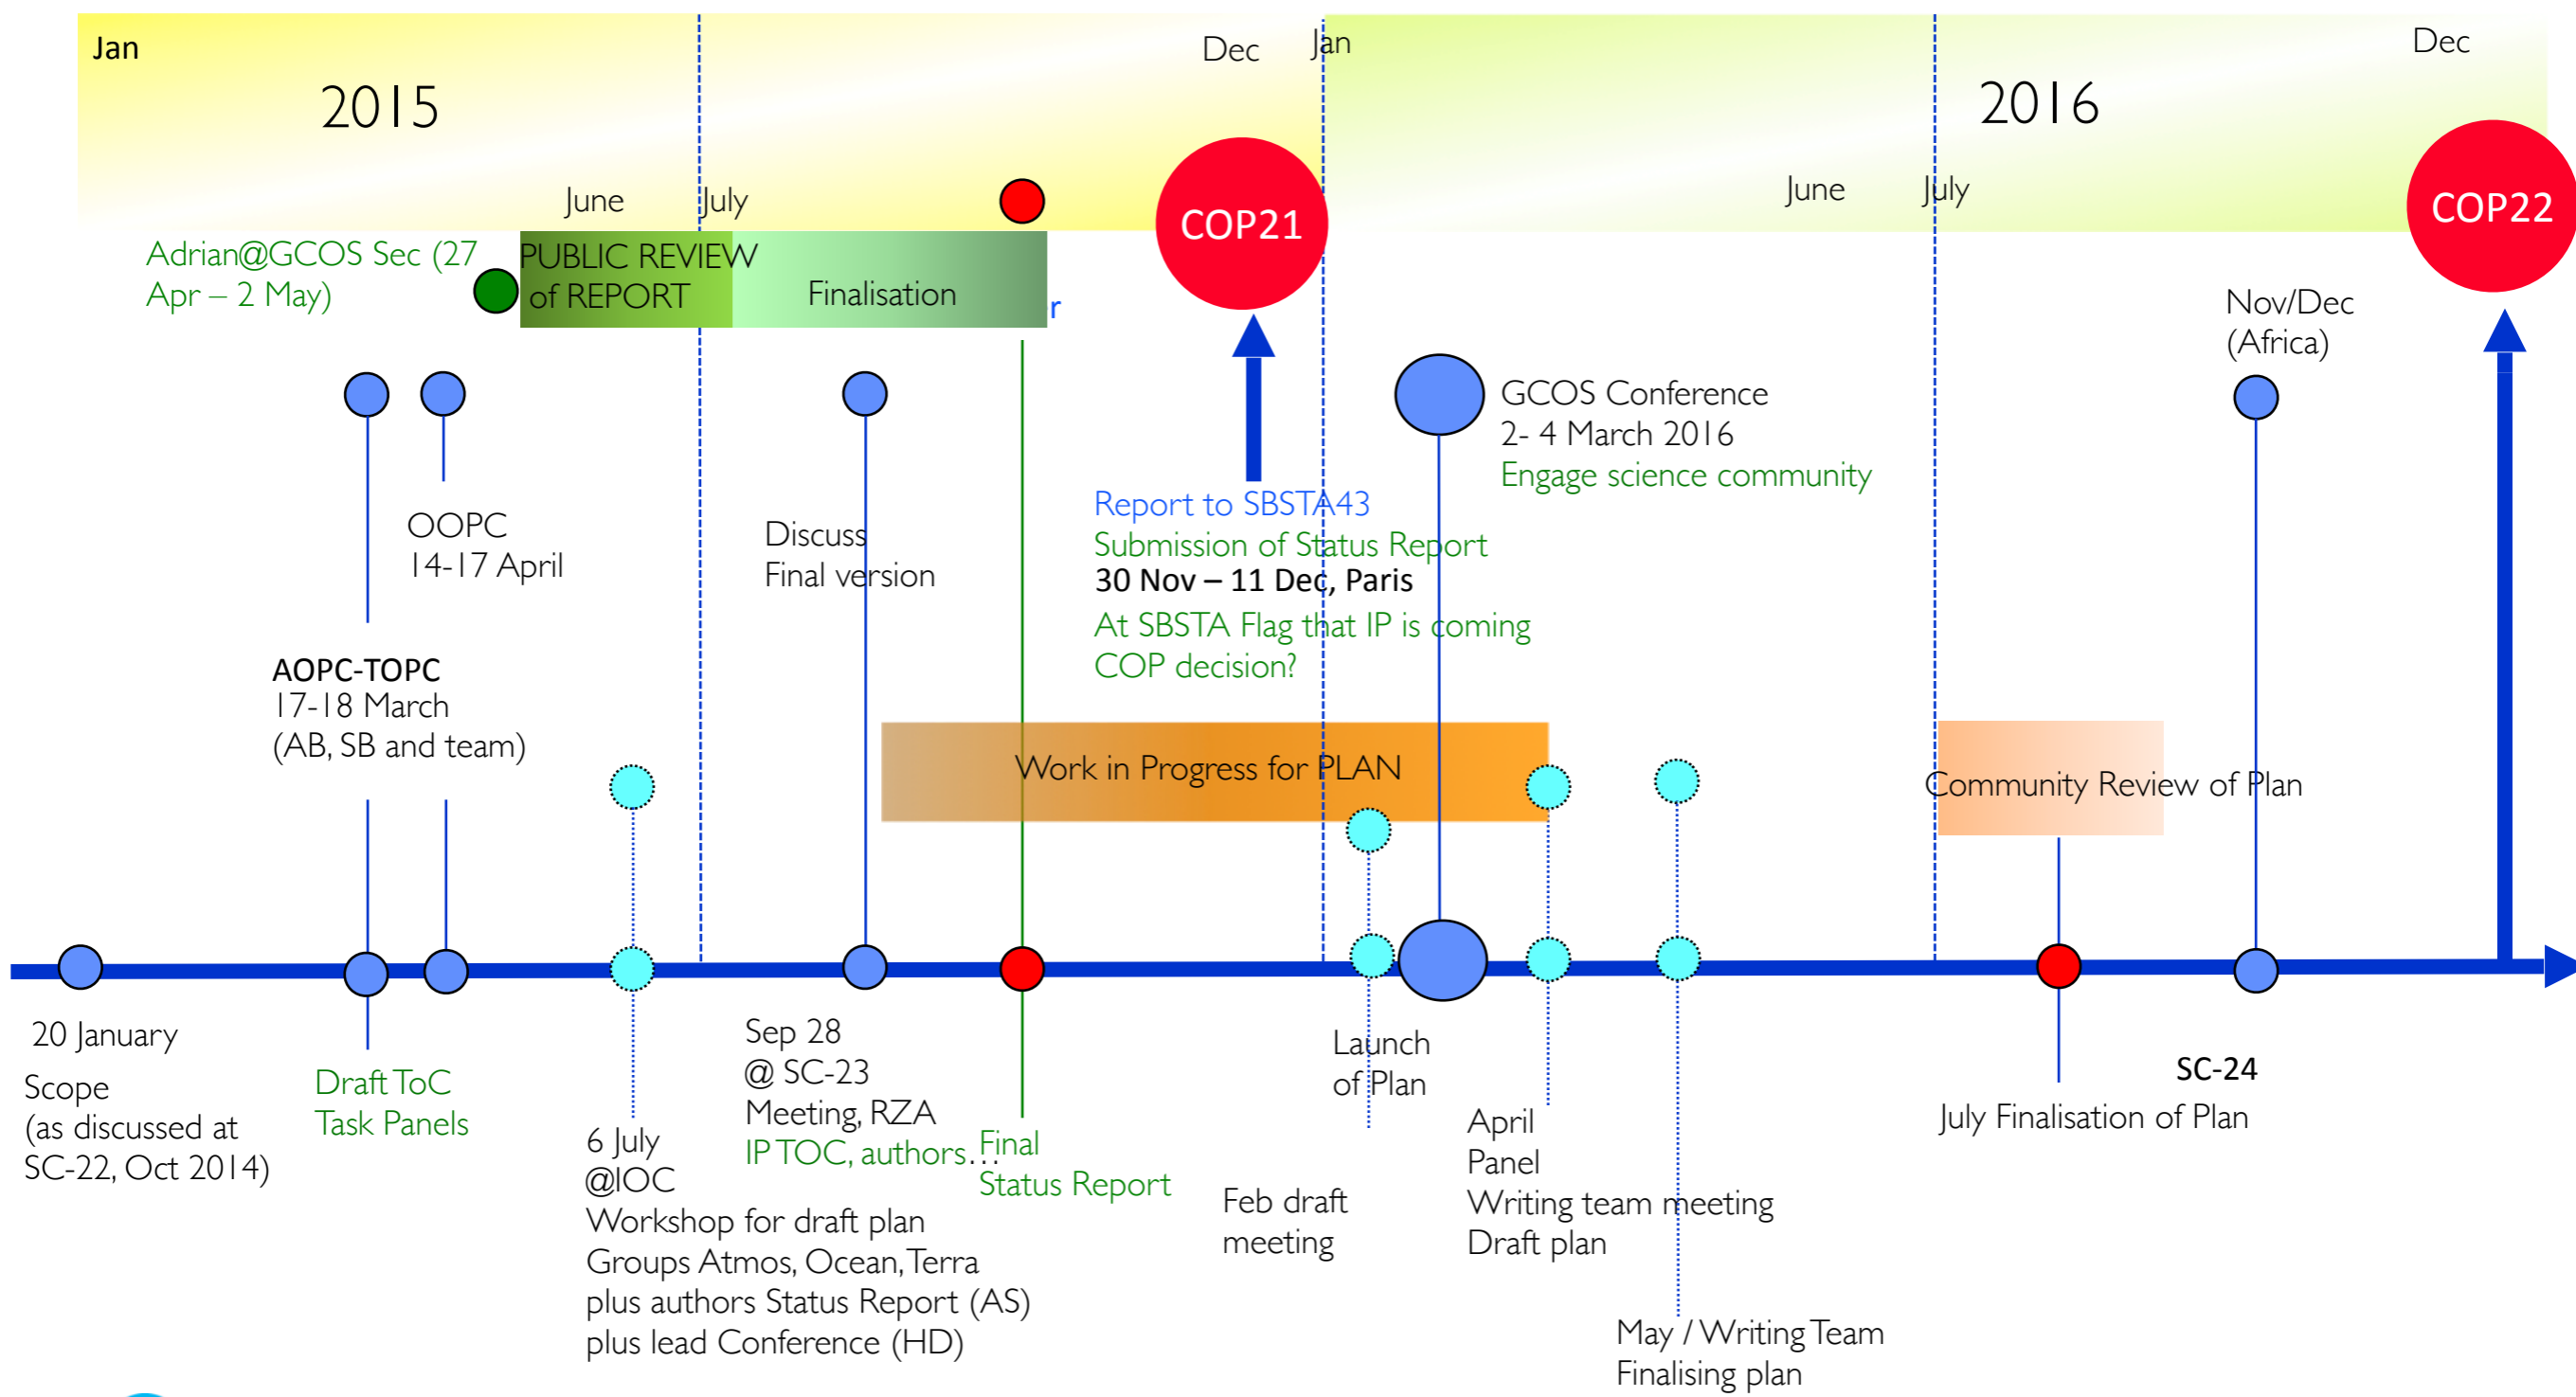 Jan
Dec
Jan
Dec
2015
2016
June
July
June
July
COP21
COP22
Adrian@GCOS Sec (27
Apr – 2 May)
PUBLIC REVIEW
of REPORT
Finalisation
r
Nov/Dec
(Africa)
GCOS Conference
2- 4 March 2016
Engage science community
OOPC
14-17 April
Discuss
Final version
Report to SBSTA43
Submission of Status Report
30 Nov – 11 Dec, Paris
At SBSTA Flag that IP is coming
COP decision?
AOPC-TOPC
17-18 March
(AB, SB and team)
Work in Progress for PLAN
Community Review of Plan
20 January
Scope
(as discussed at
SC-22, Oct 2014)
Draft ToC
Task Panels
6 July
@IOC
Workshop for draft plan
Groups Atmos, Ocean, Terra
plus authors Status Report (AS)
plus lead Conference (HD)
Sep 28
@ SC-23
Meeting, RZA
IP TOC, authors…
Final
Status Report
Launch
of Plan
Feb draft
meeting
April
Panel
Writing team meeting
Draft plan
May / Writing Team
Finalising plan
SC-24
July Finalisation of Plan